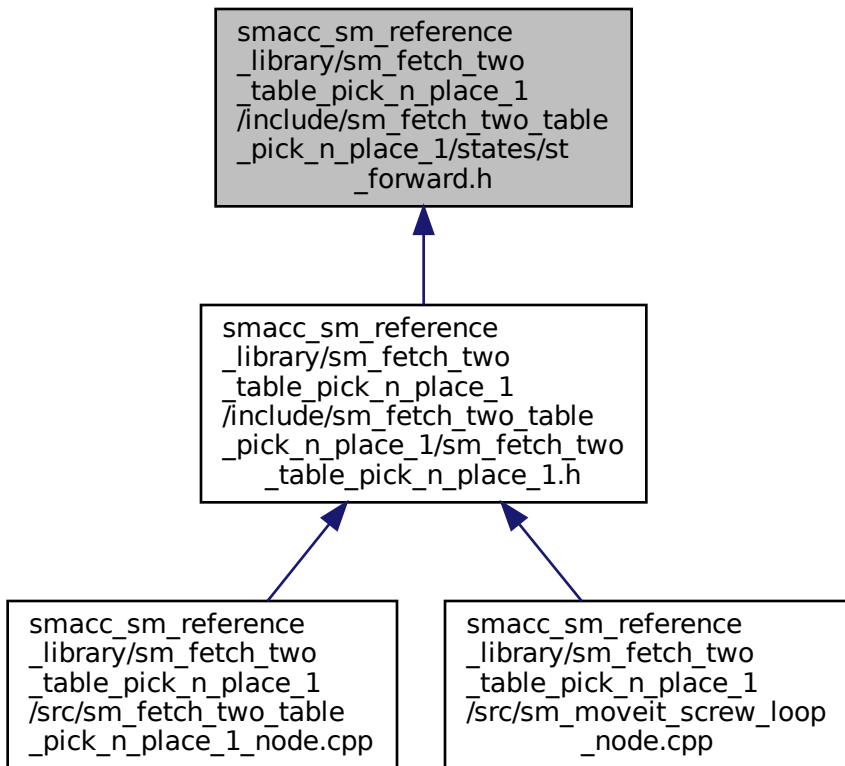 smacc_sm_reference
_library/sm_fetch_two
_table_pick_n_place_1
/include/sm_fetch_two_table
_pick_n_place_1/states/st
_forward.h
smacc_sm_reference
_library/sm_fetch_two
_table_pick_n_place_1
/include/sm_fetch_two_table
_pick_n_place_1/sm_fetch_two
_table_pick_n_place_1.h
smacc_sm_reference
_library/sm_fetch_two
_table_pick_n_place_1
/src/sm_fetch_two_table
_pick_n_place_1_node.cpp
smacc_sm_reference
_library/sm_fetch_two
_table_pick_n_place_1
/src/sm_moveit_screw_loop
_node.cpp